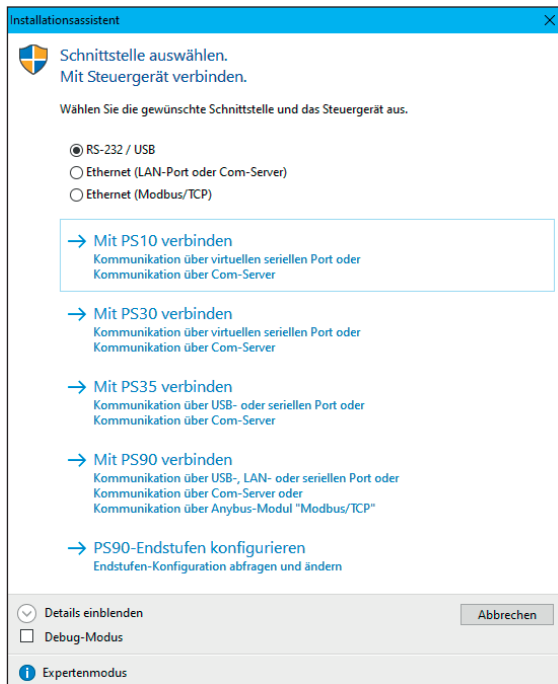 Installationsassistent
Schnittstelle auswählen.
Mit Steuergerät verbinden.
Wählen Sie die gewünschte Schnittstelle und das Steuergerät aus.
RS-232 / USB
Ethernet (LAN-Port oder Com-Server)
Ethernet (Modbus/TCP)
Mit PS10 verbinden
Kommunikation über virtuellen seriellen Port oder
Kommunikation über Com-Server
Mit PS30 verbinden
Kommunikation über virtuellen seriellen Port oder
Kommunikation über Com-Server
Mit PS35 verbinden
Kommunikation über USB- oder seriellen Port oder
Kommunikation über Com-Server
Mit PS90 verbinden
Kommunikation über USB-, LAN- oder seriellen Port oder
Kommunikation über Com-Server oder
Kommunikation über Anybus-Modul "Modbus/TCP"
PS90-Endstufen konfigurieren
Endstufen-Konfiguration abfragen und ändern
Details einblenden
Abbrechen
Debug-Modus
Expertenmodus